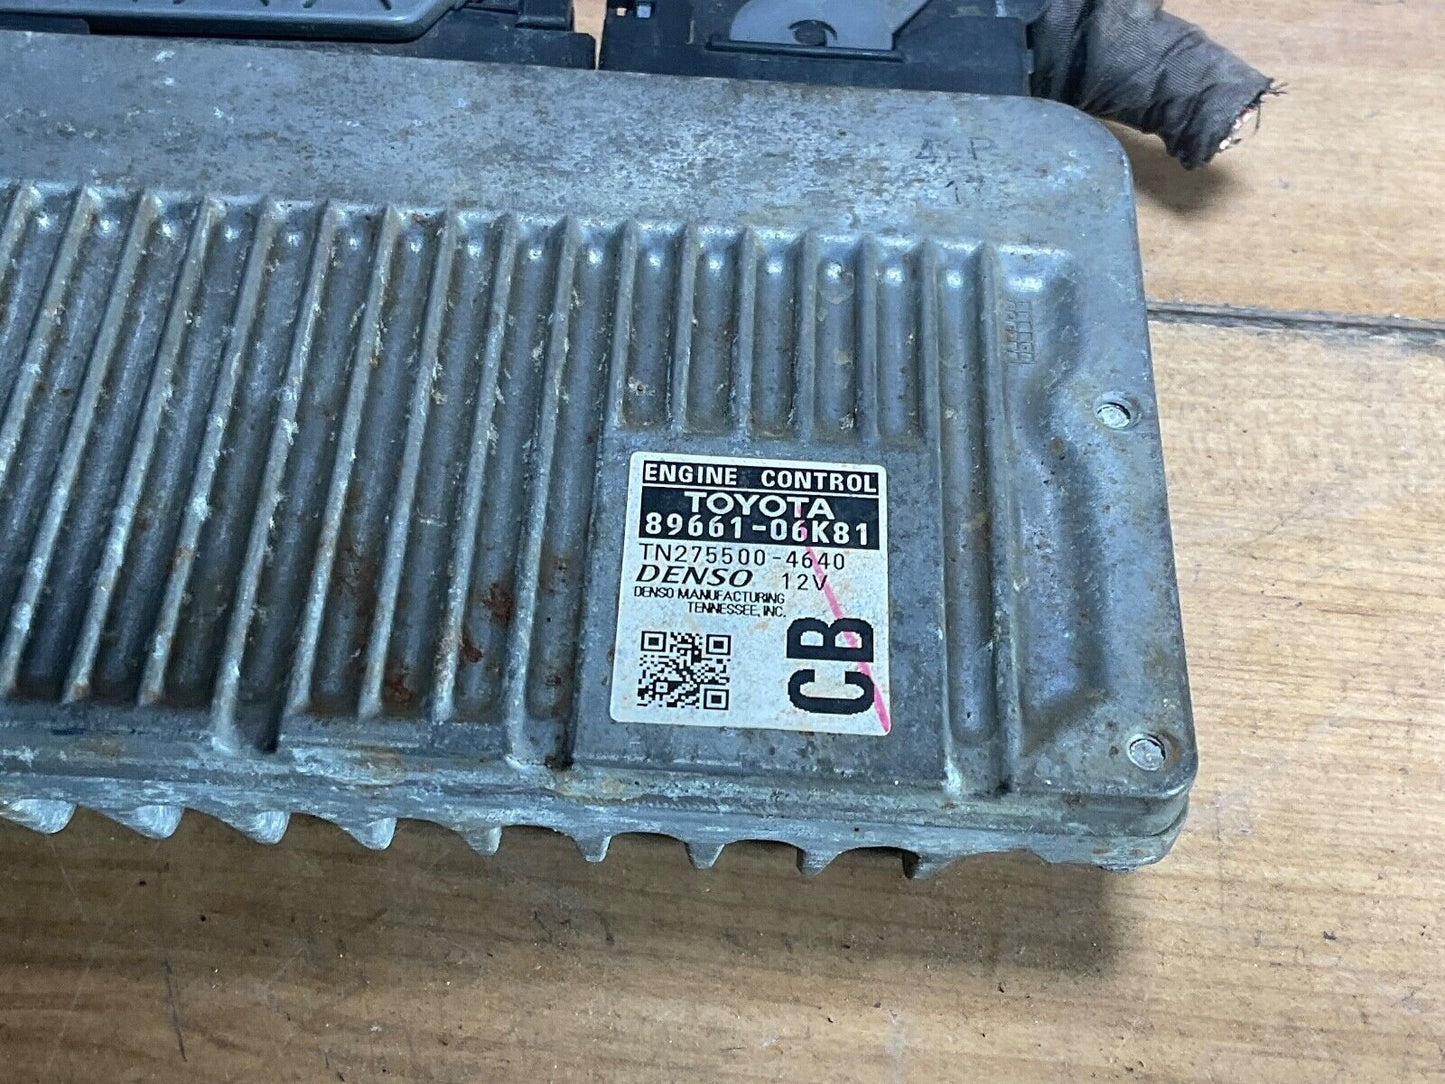 ENGINE CONTROL
TOYOTA
89661-06K81
TN275500-4640
DENSO 12V
DENSO MANUFACTURING
TENNESSEE, INC.
CB